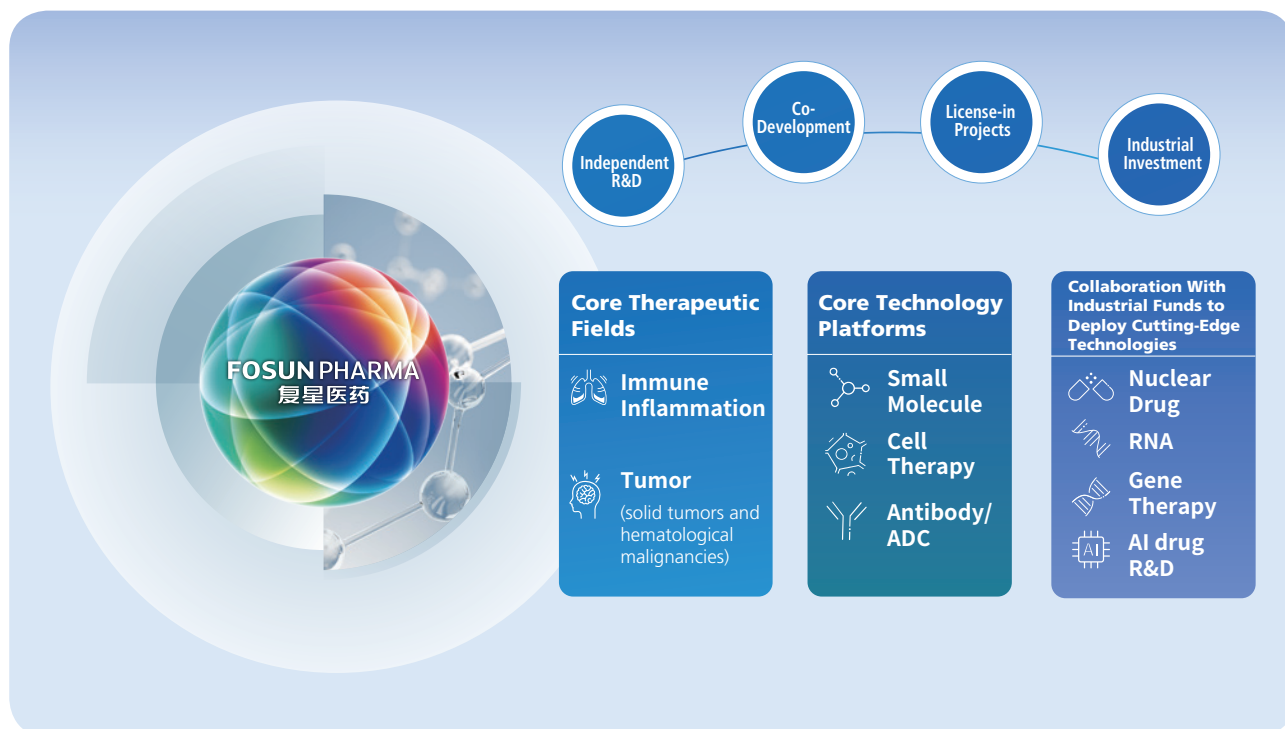 Independent
R&D
Co-
Development
License-in
Projects
Industrial
Investment
FOSUN PHARMA
复星医药
Core Therapeutic
Fields
Immune
Inflammation
Tumor
(solid tumors and
hematological
malignancies)
Core Technology
Platforms
Small
Molecule
Cell
Therapy
Antibody/
ADC
Collaboration With
Industrial Funds to
Deploy Cutting-Edge
Technologies
Nuclear
Drug
RNA
Gene
Therapy
AI
AI drug
R&D